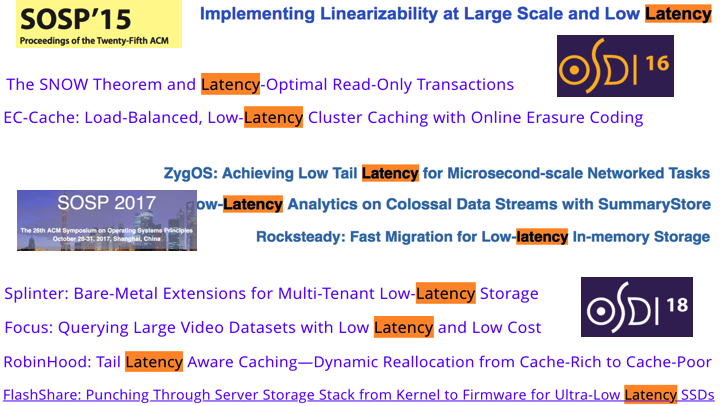 SOSP'15
Proceedings of the Twenty-Fifth ACM
Implementing Linearizability at Large Scale and Low Latency
OSDI 16
The SNOW Theorem and Latency-Optimal Read-Only Transactions
EC-Cache: Load-Balanced, Low-Latency Cluster Caching with Online Erasure Coding
ZygOS: Achieving Low Tail Latency for Microsecond-scale Networked Tasks
SOSP 2017
The 26th ACM Symposium on Operating Systems Principles
October 28-31, 2017, Shanghai, China
ow-Latency Analytics on Colossal Data Streams with SummaryStore
Rocksteady: Fast Migration for Low-latency In-memory Storage
Splinter: Bare-Metal Extensions for Multi-Tenant Low-Latency Storage
OSDI 18
Focus: Querying Large Video Datasets with Low Latency and Low Cost
RobinHood: Tail Latency Aware Caching—Dynamic Reallocation from Cache-Rich to Cache-Poor
FlashShare: Punching Through Server Storage Stack from Kernel to Firmware for Ultra-Low Latency SSDs